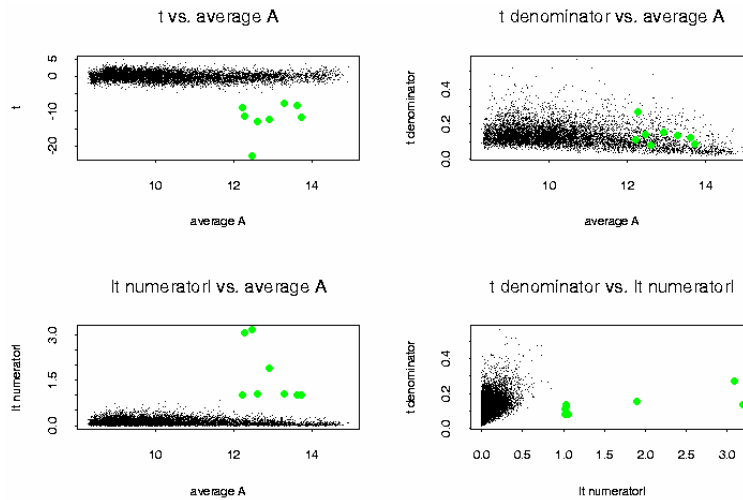 t vs. average A
t denominator vs. average A
5
0
-10
-20
t
10 12 14
average A
0.4
0.2
0.0
t denominator
10 12 14
average A
|t numerator| vs. average A
t denominator vs. |t numerator|
3.0
1.5
0.0
|t numerator|
10 12 14
average A
0.4
0.2
0.0
t denominator
0.0 0.5 1.0 1.5 2.0 2.5 3.0
|t numerator|